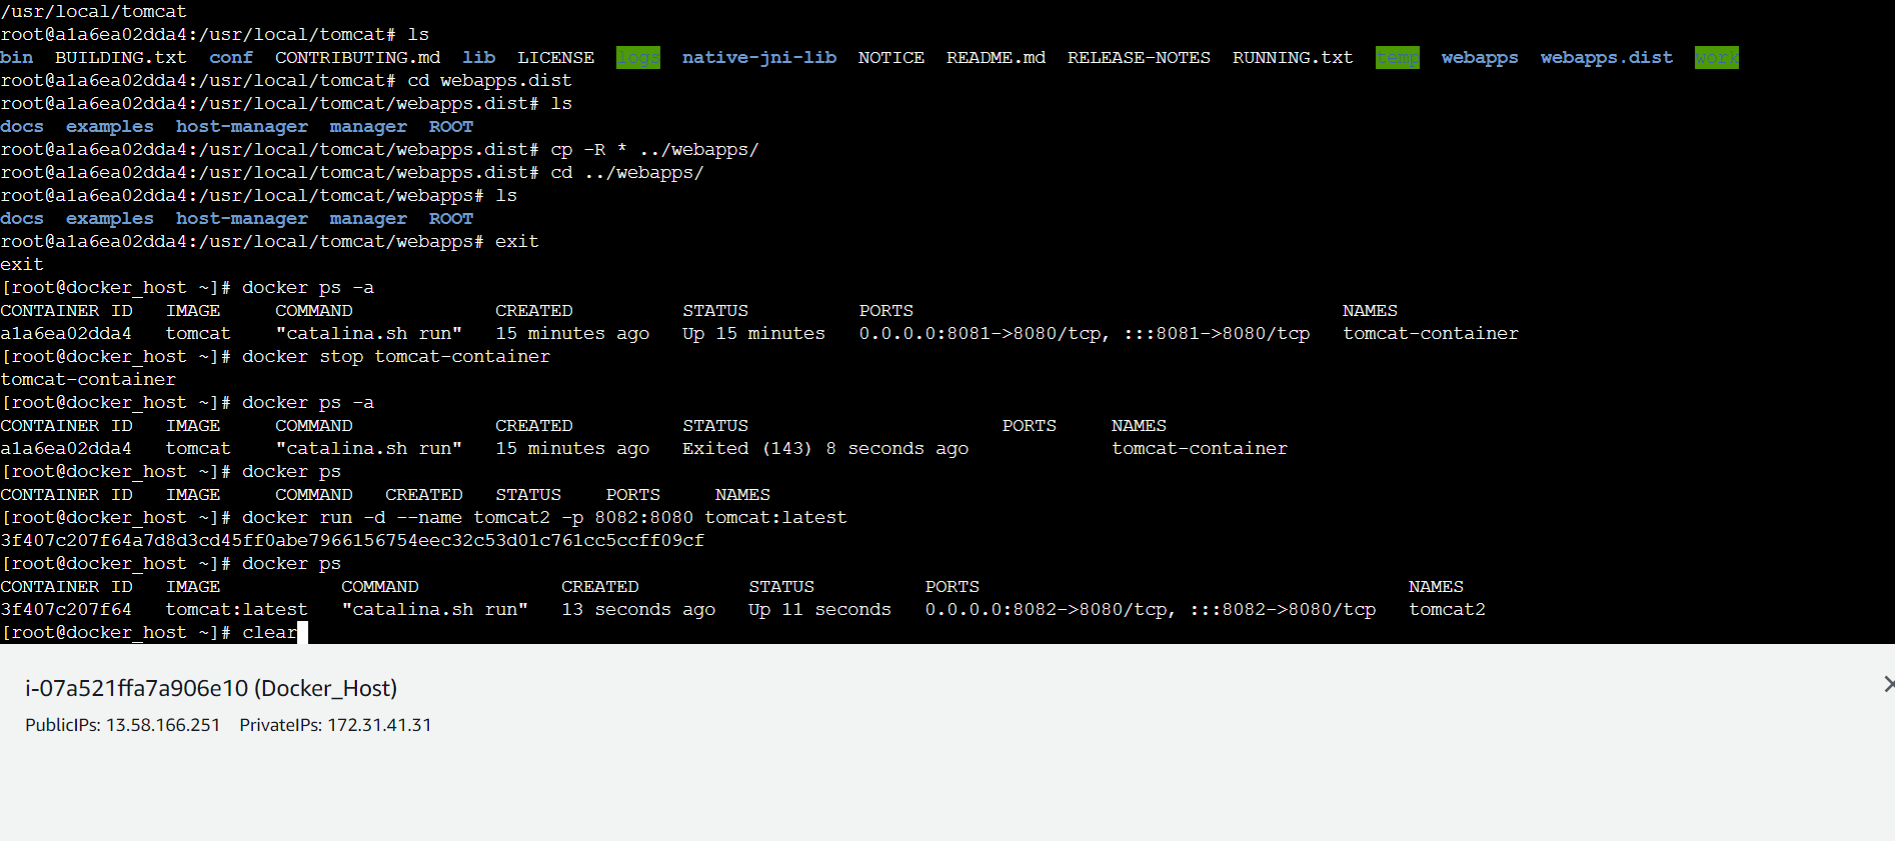 /usr/local/tomcat
root@a1a6ea02dda4:/usr/local/tomcat# ls
bin  BUILDING.txt  conf  CONTRIBUTING.md  lib  LICENSE  logs  native-jni-lib  NOTICE  README.md  RELEASE-NOTES  RUNNING.txt  temp  webapps  webapps.dist  work
root@a1a6ea02dda4:/usr/local/tomcat# cd webapps.dist
root@a1a6ea02dda4:/usr/local/tomcat/webapps.dist# ls
docs  examples  host-manager  manager  ROOT
root@a1a6ea02dda4:/usr/local/tomcat/webapps.dist# cp -R * ../webapps/
root@a1a6ea02dda4:/usr/local/tomcat/webapps.dist# cd ../webapps/
root@a1a6ea02dda4:/usr/local/tomcat/webapps# ls
docs  examples  host-manager  manager  ROOT
root@a1a6ea02dda4:/usr/local/tomcat/webapps# exit
exit
[root@docker_host ~]# docker ps -a
CONTAINER ID   IMAGE     COMMAND             CREATED          STATUS          PORTS                                       NAMES
a1a6ea02dda4   tomcat    "catalina.sh run"   15 minutes ago   Up 15 minutes   0.0.0.0:8081->8080/tcp, :::8081->8080/tcp   tomcat-container
[root@docker_host ~]# docker stop tomcat-container
tomcat-container
[root@docker_host ~]# docker ps -a
CONTAINER ID   IMAGE     COMMAND             CREATED          STATUS                       PORTS     NAMES
a1a6ea02dda4   tomcat    "catalina.sh run"   15 minutes ago   Exited (143) 8 seconds ago             tomcat-container
[root@docker_host ~]# docker ps
CONTAINER ID   IMAGE     COMMAND   CREATED   STATUS    PORTS     NAMES
[root@docker_host ~]# docker run -d --name tomcat2 -p 8082:8080 tomcat:latest
3f407c207f64a7d8d3cd45ff0abe7966156754eec32c53d01c761cc5ccff09cf
[root@docker_host ~]# docker ps
CONTAINER ID   IMAGE           COMMAND             CREATED          STATUS          PORTS                                       NAMES
3f407c207f64   tomcat:latest   "catalina.sh run"   13 seconds ago   Up 11 seconds   0.0.0.0:8082->8080/tcp, :::8082->8080/tcp   tomcat2
[root@docker_host ~]# clear
i-07a521ffa7a906e10 (Docker_Host)
PublicIPs: 13.58.166.251    PrivateIPs: 172.31.41.31